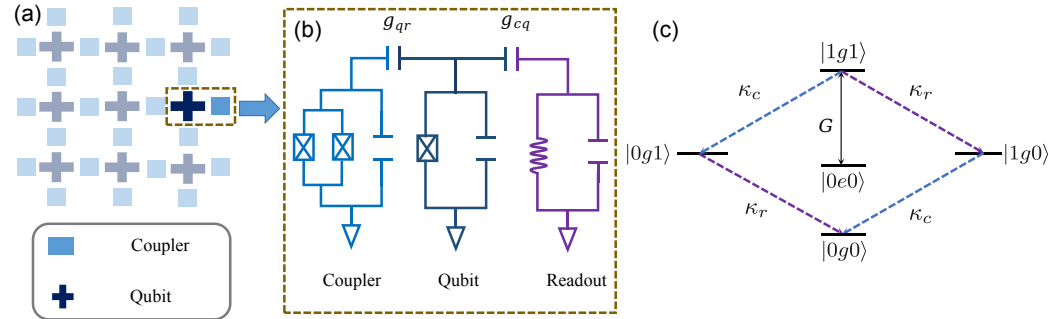 (a)
Coupler
Qubit
(b)
g_{qr}
g_{cq}
Coupler
Qubit
Readout
(c)
|1g1⟩
κ_c
κ_r
G
|0g1⟩
|1g0⟩
|0e0⟩
κ_r
κ_c
|0g0⟩